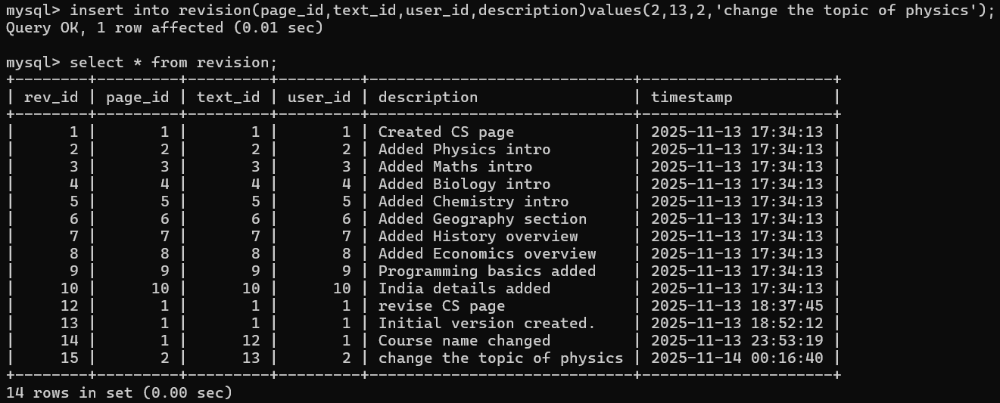 mysql> insert into revision(page_id,text_id,user_id,description)values(2,13,2,'change the topic of physics');
Query OK, 1 row affected (0.01 sec)

mysql> select * from revision;
+--------+---------+---------+---------+-----------------------------+---------------------+
| rev_id | page_id | text_id | user_id | description                 | timestamp           |
+--------+---------+---------+---------+-----------------------------+---------------------+
|      1 |       1 |       1 |       1 | Created CS page             | 2025-11-13 17:34:13 |
|      2 |       2 |       2 |       2 | Added Physics intro         | 2025-11-13 17:34:13 |
|      3 |       3 |       3 |       3 | Added Maths intro           | 2025-11-13 17:34:13 |
|      4 |       4 |       4 |       4 | Added Biology intro         | 2025-11-13 17:34:13 |
|      5 |       5 |       5 |       5 | Added Chemistry intro       | 2025-11-13 17:34:13 |
|      6 |       6 |       6 |       6 | Added Geography section     | 2025-11-13 17:34:13 |
|      7 |       7 |       7 |       7 | Added History overview      | 2025-11-13 17:34:13 |
|      8 |       8 |       8 |       8 | Added Economics overview    | 2025-11-13 17:34:13 |
|      9 |       9 |       9 |       9 | Programming basics added    | 2025-11-13 17:34:13 |
|     10 |      10 |      10 |      10 | India details added         | 2025-11-13 17:34:13 |
|     12 |       1 |       1 |       1 | revise CS page              | 2025-11-13 18:37:45 |
|     13 |       1 |       1 |       1 | Initial version created.    | 2025-11-13 18:52:12 |
|     14 |       1 |      12 |       1 | Course name changed         | 2025-11-13 23:53:19 |
|     15 |       2 |      13 |       2 | change the topic of physics | 2025-11-14 00:16:40 |
+--------+---------+---------+---------+-----------------------------+---------------------+
14 rows in set (0.00 sec)